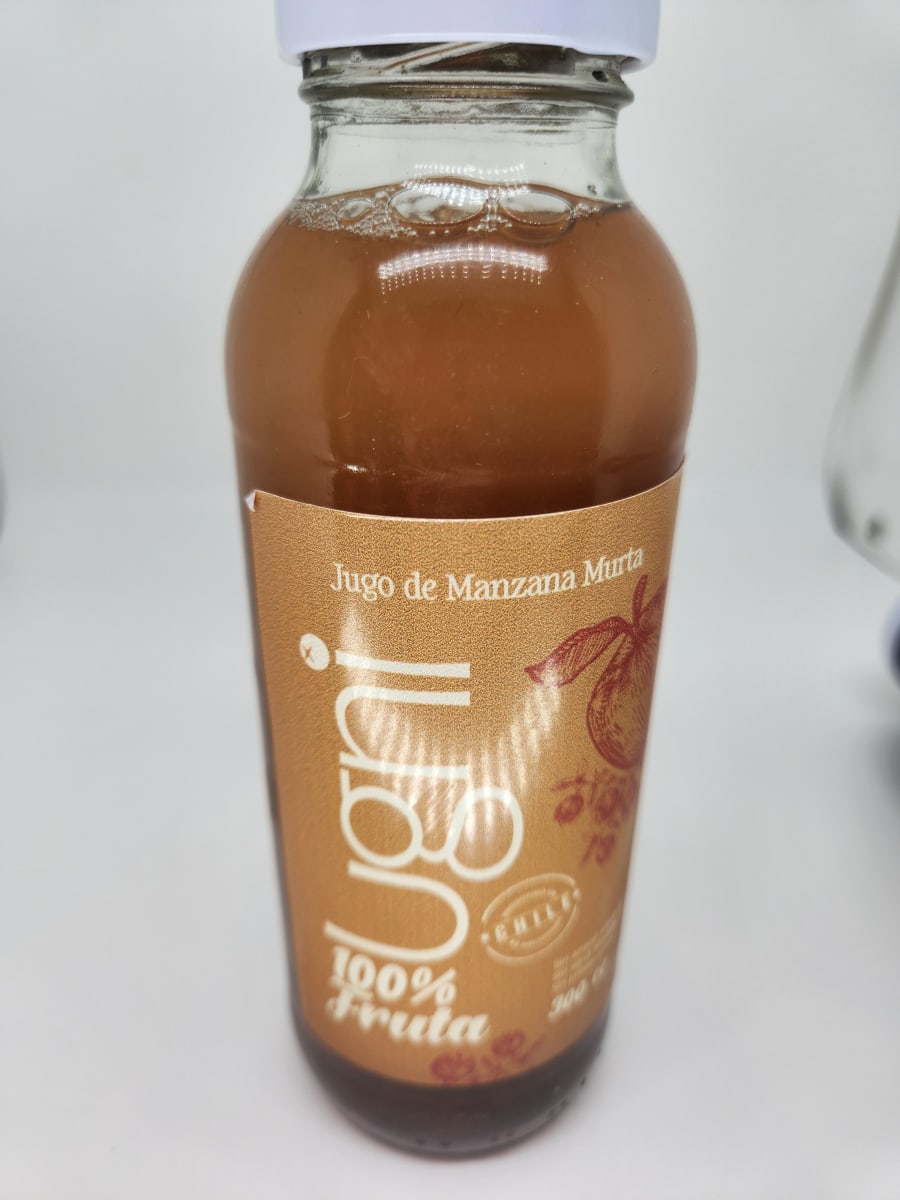 Jugo de Manzana Murta
Ugni
100%
Fruta
CHILE
300 CC